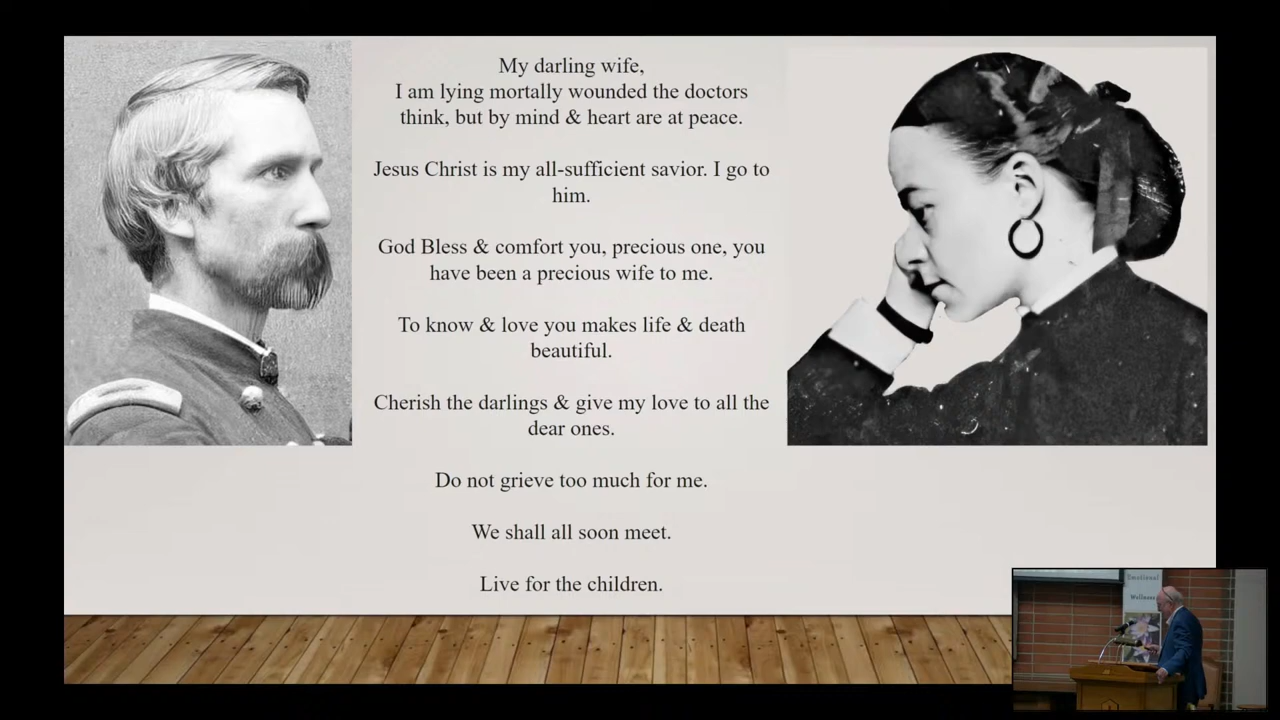 My darling wife,
I am lying mortally wounded the doctors
think, but by mind & heart are at peace.
Jesus Christ is my all-sufficient savior. I go to
him.
God Bless & comfort you, precious one, you
have been a precious wife to me.
To know & love you makes life & death
beautiful.
Cherish the darlings & give my love to all the
dear ones.
Do not grieve too much for me.
We shall all soon meet.
Live for the children.
Emotional
Wellness